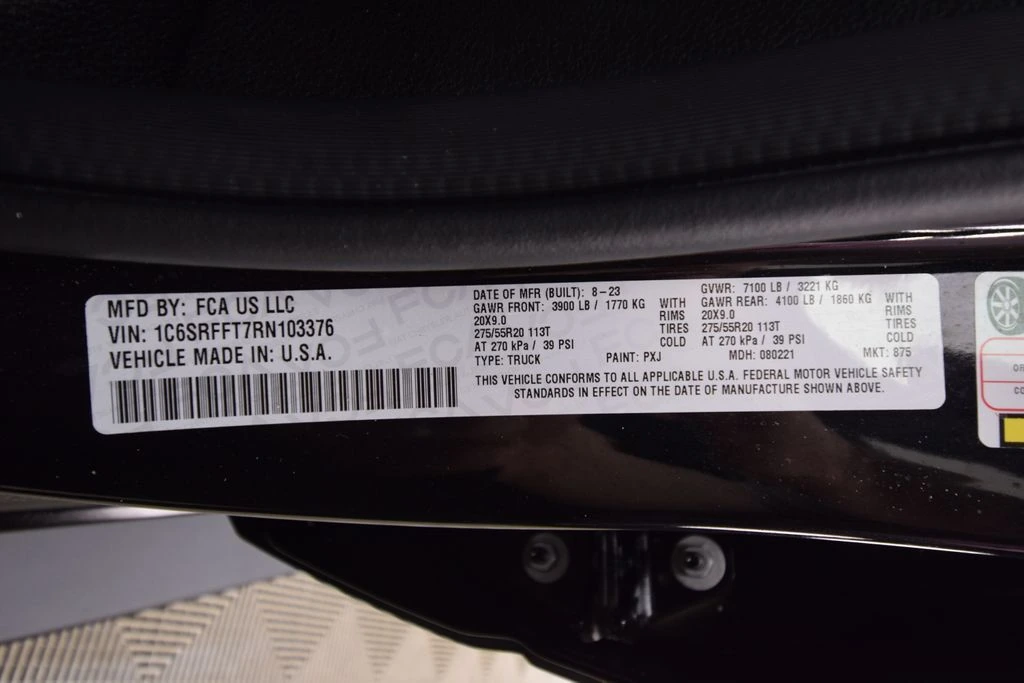 MFD BY: FCA US LLC
VIN: 1C6SRFFT7RN103376
VEHICLE MADE IN: U.S.A.
DATE OF MFR (BUILT): 8-23
GAWR FRONT: 3900 LB / 1770 KG WITH
20X9.0 RIMS
275/55R20 113T TIRES
AT 270 kPa / 39 PSI COLD
TYPE: TRUCK PAINT: PXJ
GVWR: 7100 LB / 3221 KG
GAWR REAR: 4100 LB / 1860 KG WITH
20X9.0 RIMS
275/55R20 113T TIRES
AT 270 kPa / 39 PSI COLD
MDH: 080221 MKT: 875
THIS VEHICLE CONFORMS TO ALL APPLICABLE U.S.A. FEDERAL MOTOR VEHICLE SAFETY
STANDARDS IN EFFECT ON THE DATE OF MANUFACTURE SHOWN ABOVE.